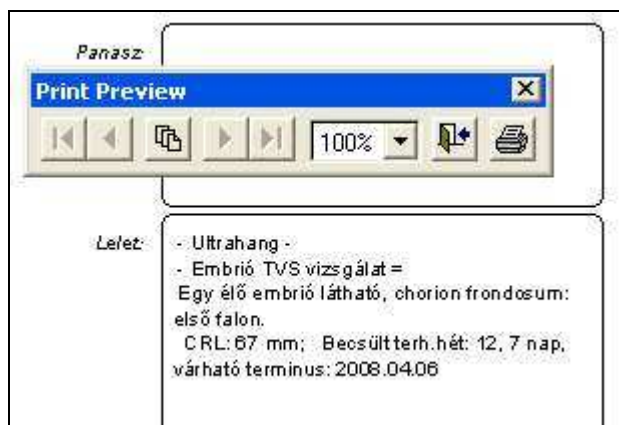 Panasz
Print Preview
100%
Lelet:
- Ultrahang -
- Embrió TVS vizsgálat =
Egy élő embrió látható, chorion frondosum:
első falon.
CRL: 67 mm; Becsült terh.hét: 12, 7 nap,
várható terminus: 2008.04.06